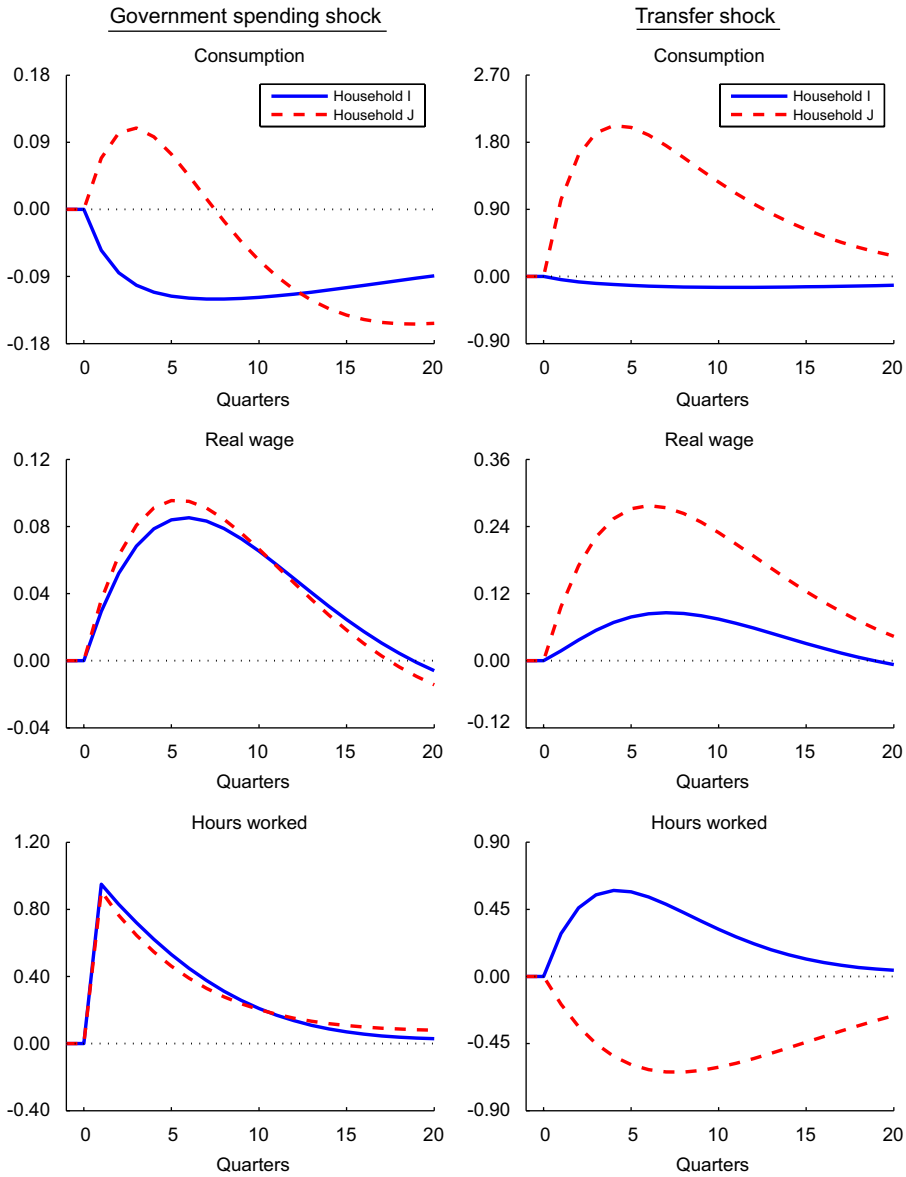 Government spending shock
Transfer shock
Consumption
0.18
0.09
0.00
-0.09
-0.18
Household I
Household J
0 5 10 15 20
Quarters
Consumption
2.70
1.80
0.90
0.00
-0.90
Household I
Household J
0 5 10 15 20
Quarters
Real wage
0.12
0.08
0.04
0.00
-0.04
0 5 10 15 20
Quarters
Real wage
0.36
0.24
0.12
0.00
-0.12
0 5 10 15 20
Quarters
Hours worked
1.20
0.80
0.40
0.00
-0.40
0 5 10 15 20
Quarters
Hours worked
0.90
0.45
0.00
-0.45
-0.90
0 5 10 15 20
Quarters